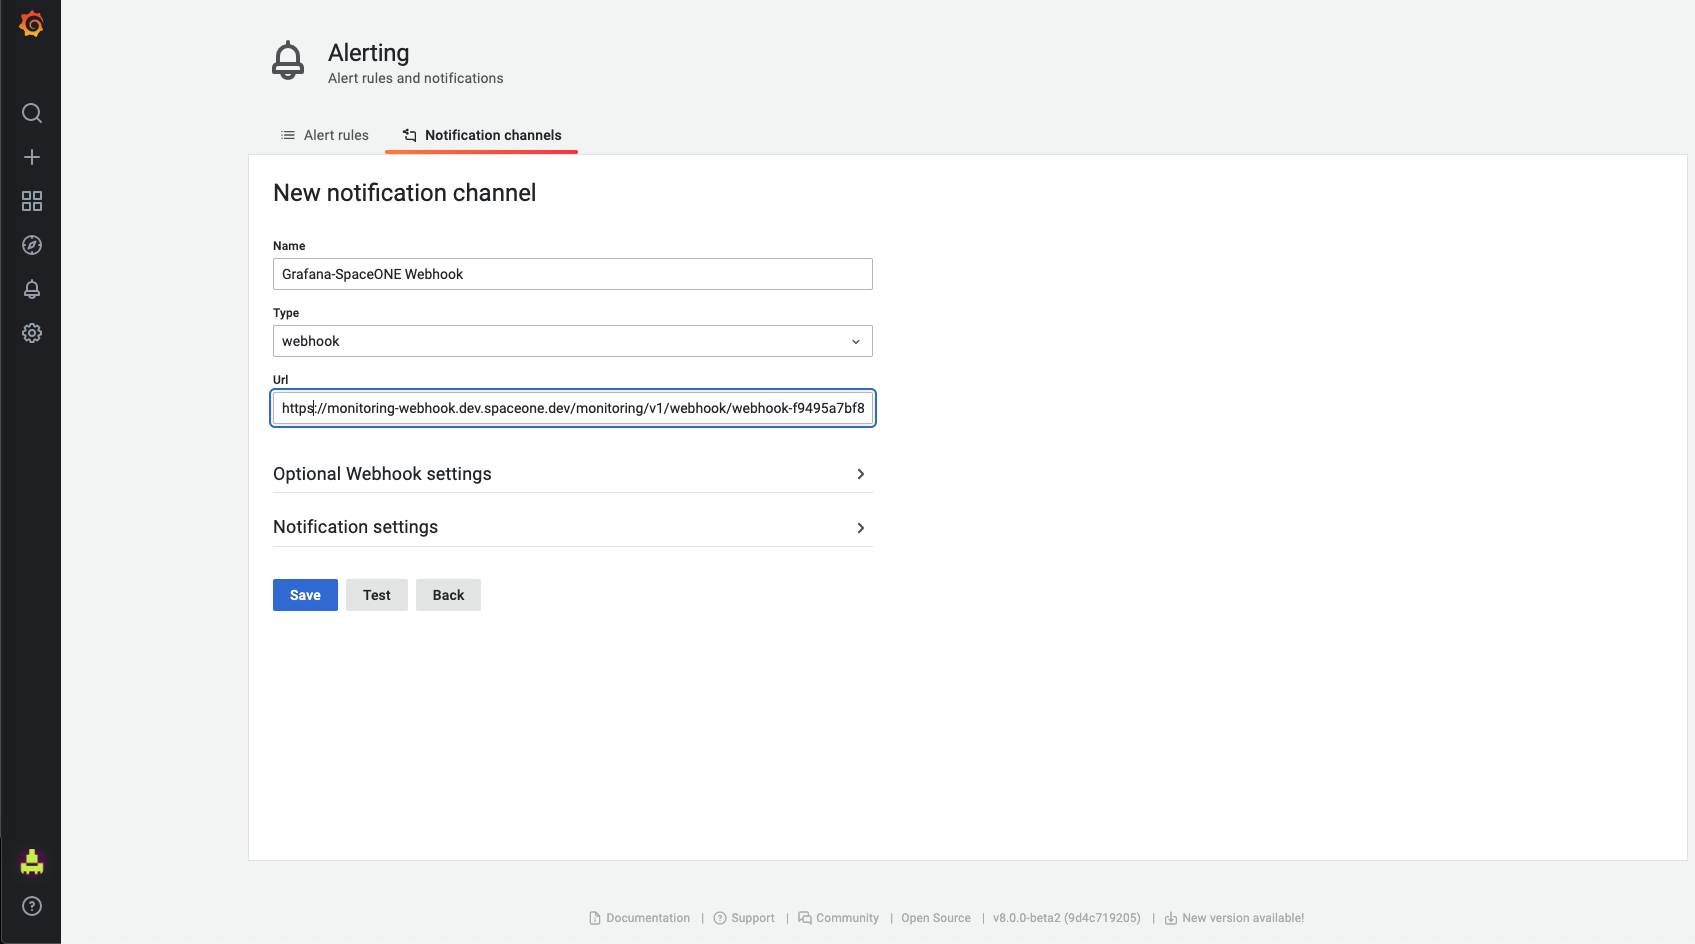 Alerting
Alert rules and notifications
Alert rules
Notification channels
New notification channel
Name
Grafana-SpaceONE Webhook
Type
webhook
Url
https://monitoring-webhook.dev.spaceone.dev/monitoring/v1/webhook/webhook-f9495a7bf8
Optional Webhook settings
Notification settings
Save Test Back
Documentation | Support | Community | Open Source | v8.0.0-beta2 (9d4c719205) | New version available!